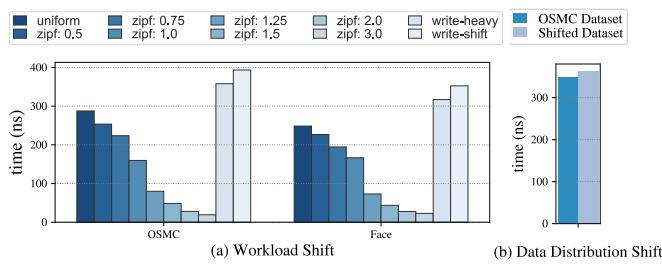 uniform zipf: 0.75 zipf: 1.25 zipf: 2.0 write-heavy
zipf: 0.5 zipf: 1.0 zipf: 1.5 zipf: 3.0 write-shift
OSMC Dataset
Shifted Dataset
time (ns)
400
300
200
100
0
OSMC Face
(a) Workload Shift
time (ns)
300
200
100
0
(b) Data Distribution Shift